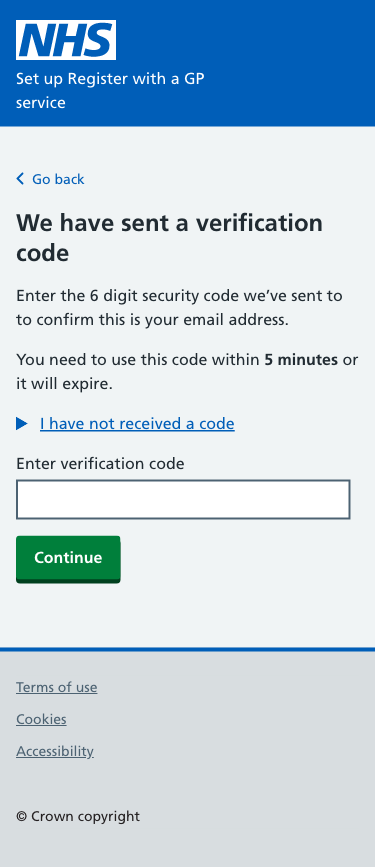 NHS
Set up Register with a GP
service
Go back
We have sent a verification
code
Enter the 6 digit security code we’ve sent to
to confirm this is your email address.
You need to use this code within 5 minutes or
it will expire.
I have not received a code
Enter verification code
Continue
Terms of use
Cookies
Accessibility
© Crown copyright